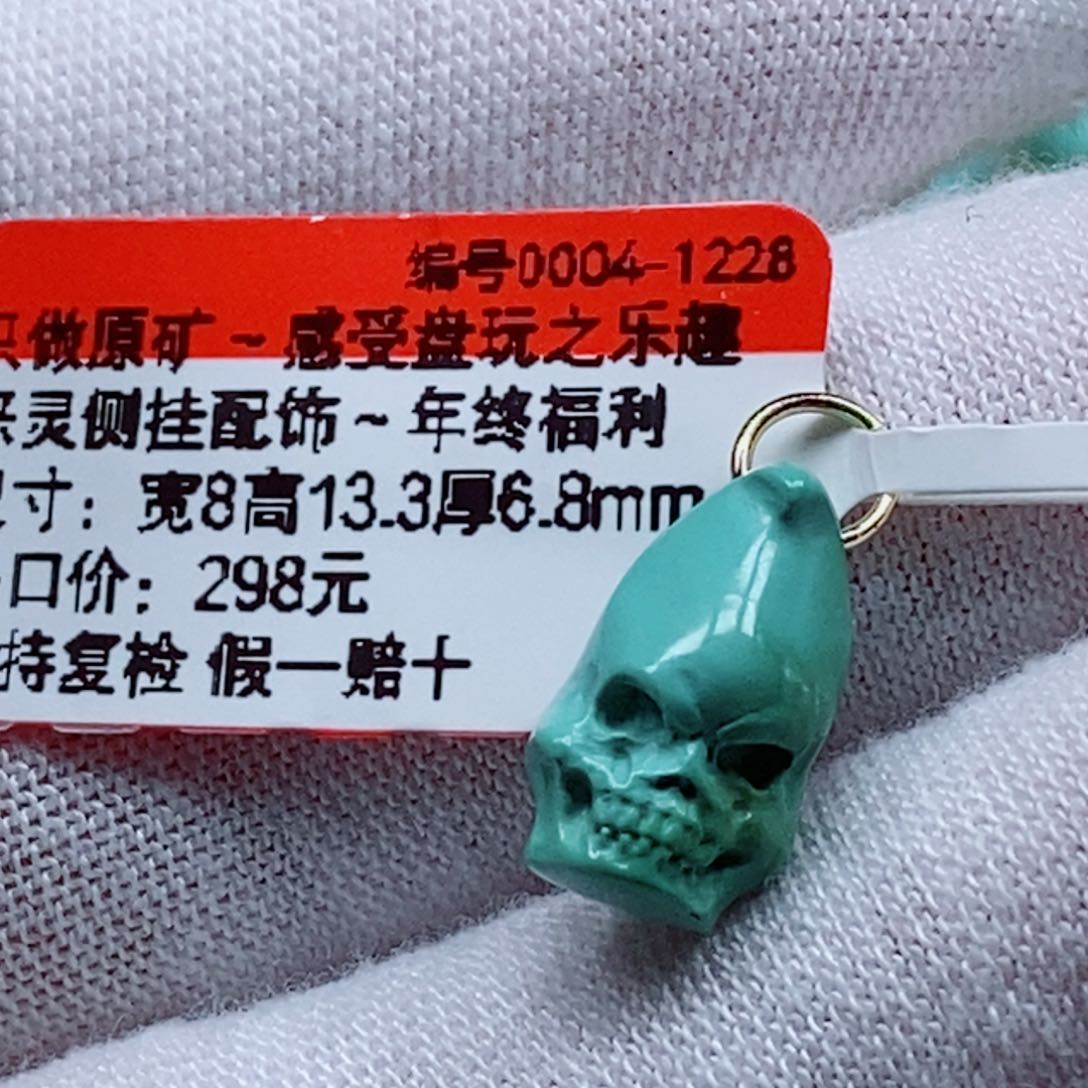 编号0004-1228
做原矿~感受盘玩之乐趣
灵侧挂配饰~年终福利
寸：宽8高13.3厚6.8mm
口价：298元
持复检 假一赔十